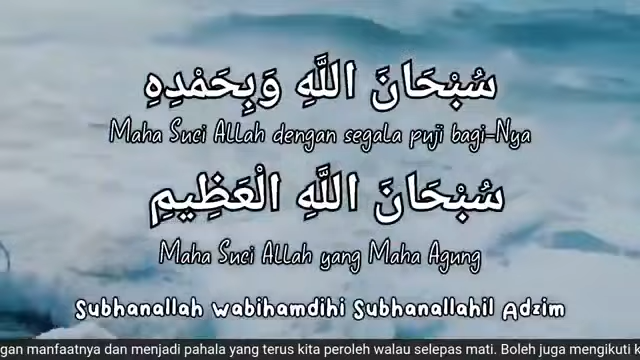 سُبْحَانَ اللَّهِ وَبِحَمْدِهِ
Maha Suci Allah dengan segala puji bagi-Nya
سُبْحَانَ اللَّهِ الْعَظِيمِ
Maha Suci Allah yang Maha Agung
Subhanallah wabihamdihi Subhanallahil Adzim
manfaatnya dan menjadi pahala yang terus kita peroleh walau selepas mati. Boleh juga mengikuti